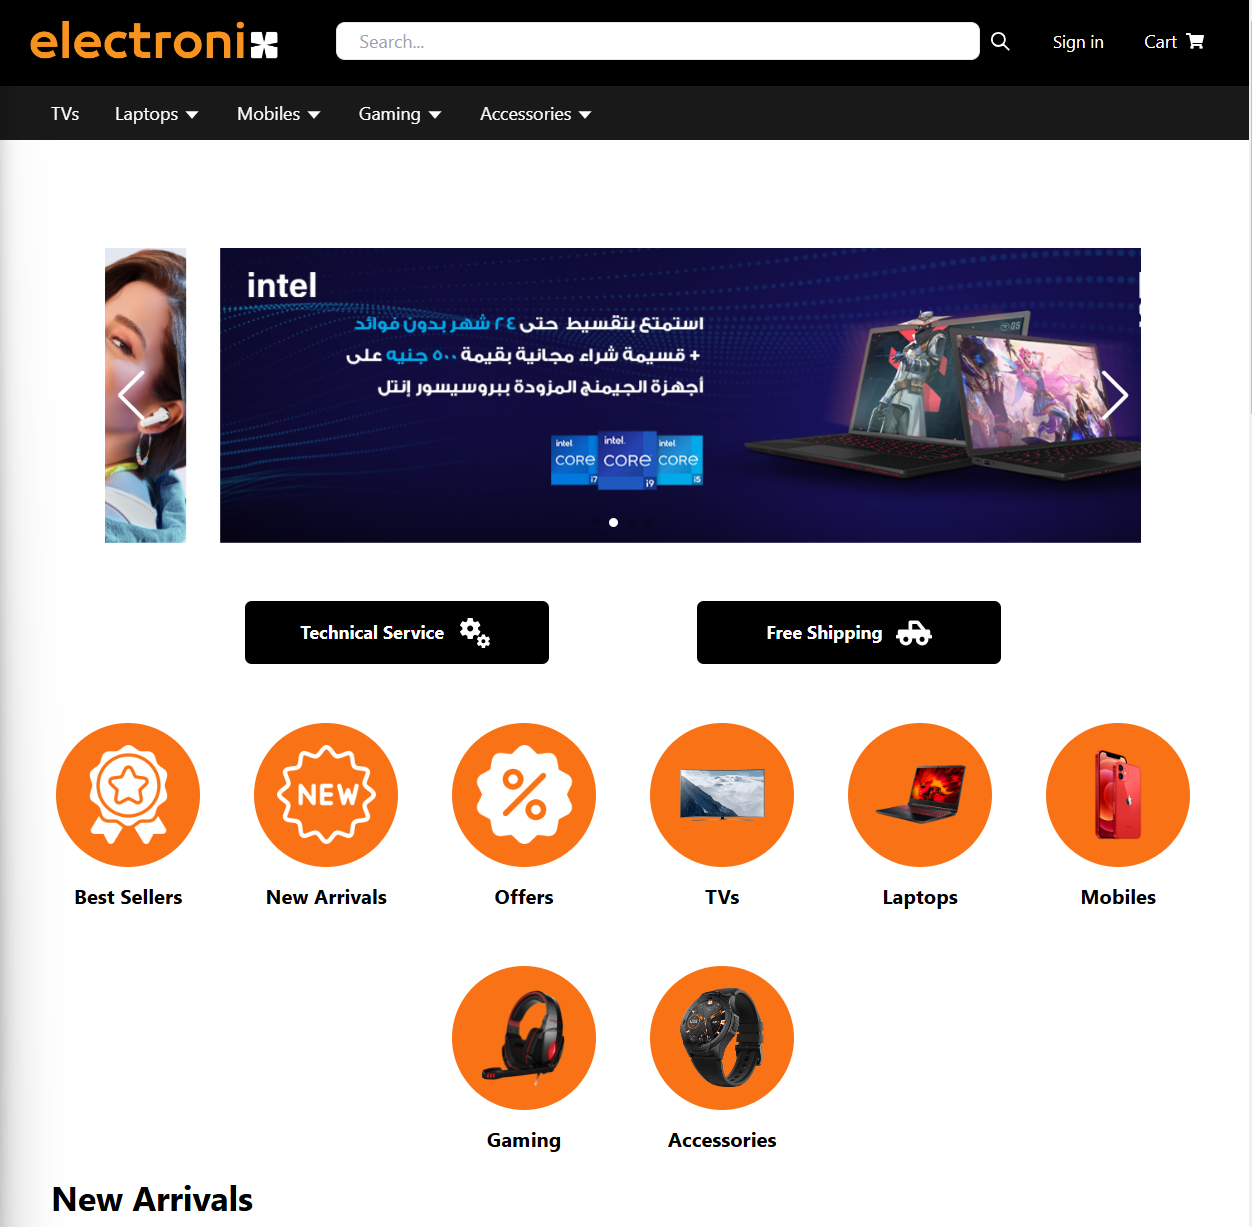 electronix
Search...
Sign in
Cart
TVs
Laptops
Mobiles
Gaming
Accessories
intel
استمتع بتقسيط حتى ٢٤ شهر بدون فوائد
+ قسيمة شراء مجانية بقيمة ٥٠٠ جنيه على
أجهزة الجيمنج المزودة ببروسيسور إنتل
intel.
CORE
i7
intel.
CORE
i9
intel.
CORE
i5
Technical Service
Free Shipping
NEW
Best Sellers
New Arrivals
Offers
TVs
Laptops
Mobiles
Gaming
Accessories
New Arrivals